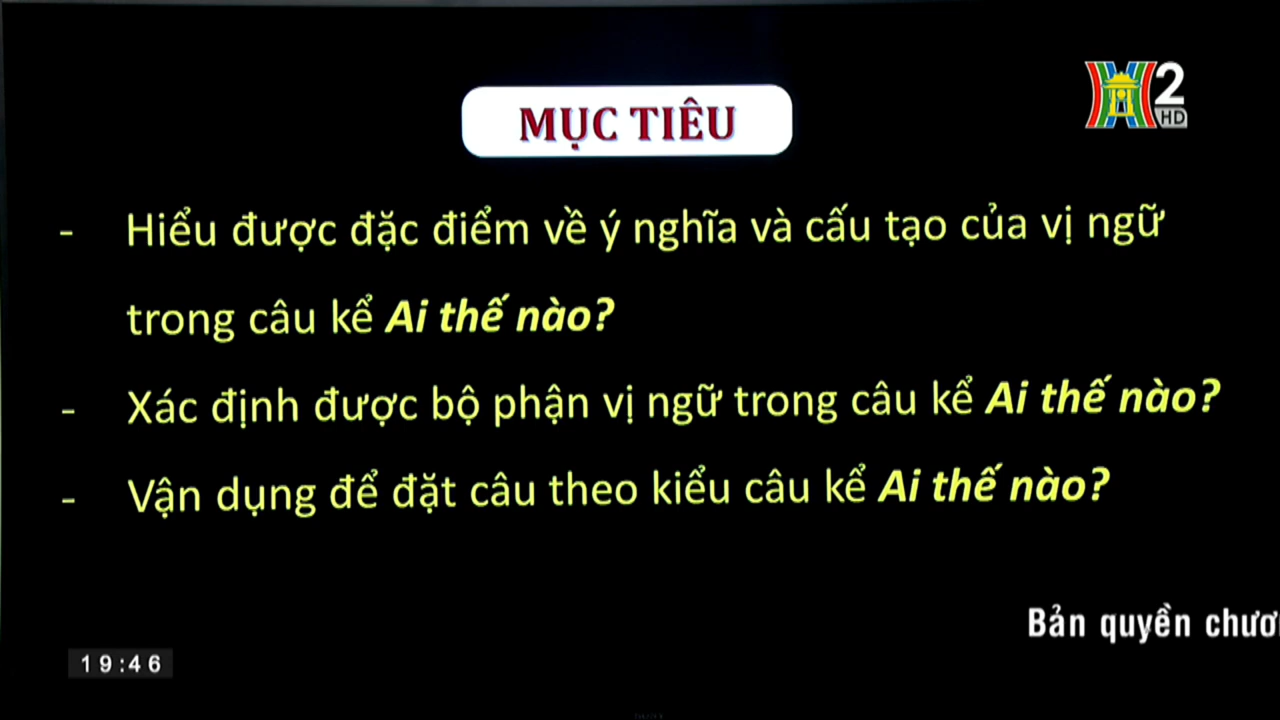 2
HD
MỤC TIÊU
- Hiểu được đặc điểm về ý nghĩa và cấu tạo của vị ngữ
trong câu kể Ai thế nào?
- Xác định được bộ phận vị ngữ trong câu kể Ai thế nào?
- Vận dụng để đặt câu theo kiểu câu kể Ai thế nào?
Bản quyền
19:46